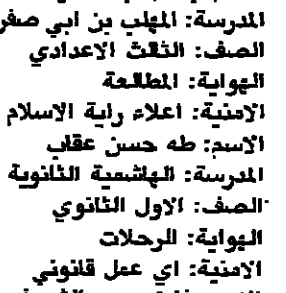 المدرسة: المهلب بن ابي صفر
الصف: الثالث الاعدادي
الهواية: المطالعة
الامنية: اعلاء راية الاسلام
الاسم: طه حسن عقاب
المدرسة: الهاشمية الثانوية
الصف: الاول الثانوي
الهواية: الرحلات
الامنية: اي عمل قانوني